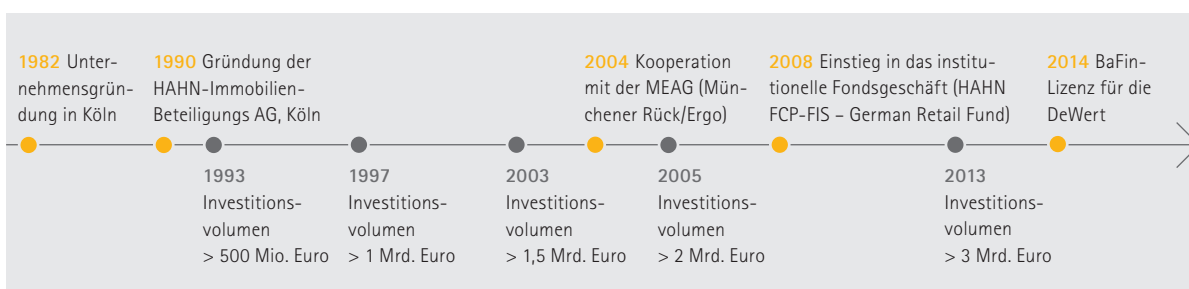 1982 Unter-
nehmensgrün-
dung in Köln
1990 Gründung der
HAHN-Immobilien-
Beteiligungs AG, Köln
2004 Kooperation
mit der MEAG (Mün-
chener Rück/Ergo)
2008 Einstieg in das institu-
tionelle Fondsgeschäft (HAHN
FCP-FIS – German Retail Fund)
2014 BaFin-
Lizenz für die
DeWert
1993
Investitions-
volumen
> 500 Mio. Euro
1997
Investitions-
volumen
> 1 Mrd. Euro
2003
Investitions-
volumen
> 1,5 Mrd. Euro
2005
Investitions-
volumen
> 2 Mrd. Euro
2013
Investitions-
volumen
> 3 Mrd. Euro